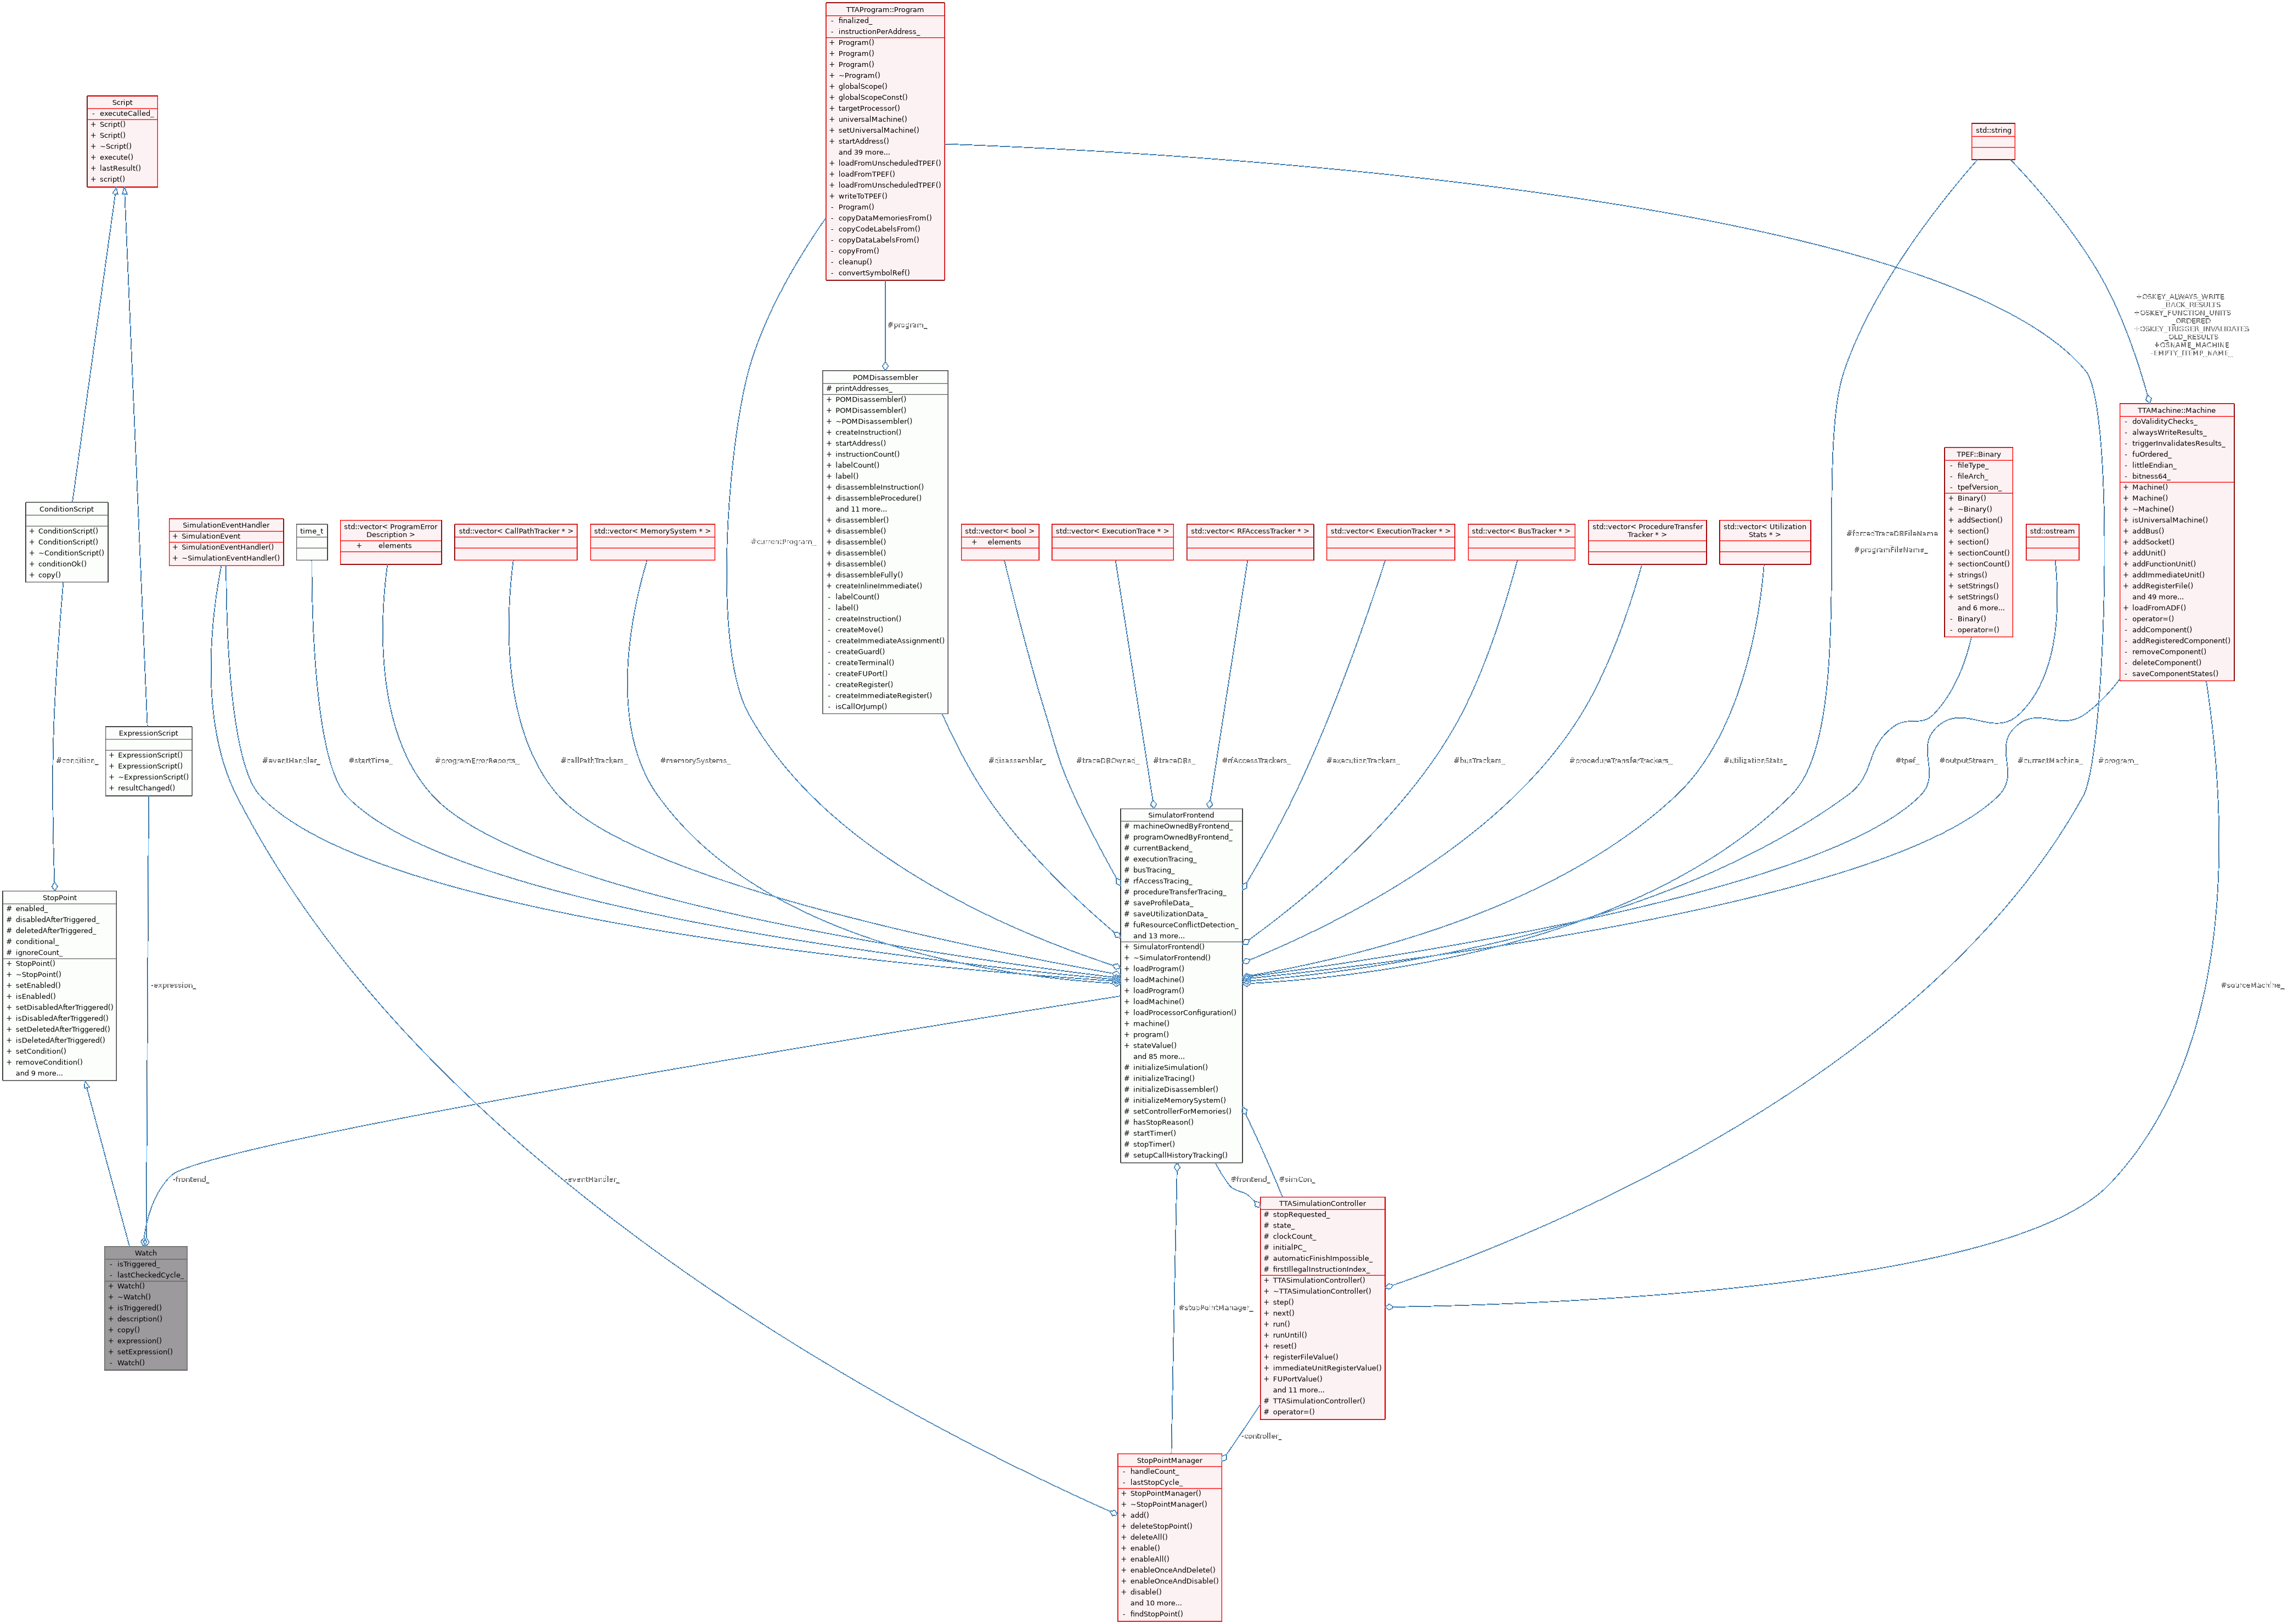 TTAProgram::Program
- finalized_
- instructionPerAddress_
+ Program()
+ Program()
+ Program()
+ ~Program()
+ globalScope()
+ globalScopeConst()
+ targetProcessor()
+ universalMachine()
+ setUniversalMachine()
+ startAddress()
and 39 more...
+ loadFromUnscheduledTPEF()
+ loadFromTPEF()
+ loadFromUnscheduledTPEF()
+ writeToTPEF()
- Program()
- copyDataMemoriesFrom()
- copyCodeLabelsFrom()
- copyDataLabelsFrom()
- copyFrom()
- cleanup()
- convertSymbolRef()
Script
- executeCalled_
+ Script()
+ Script()
+ ~Script()
+ execute()
+ lastResult()
+ script()
std::string
#program_
+OSKEY_ALWAYS_WRITE
_BACK_RESULTS
+OSKEY_FUNCTION_UNITS
_ORDERED
+OSKEY_TRIGGER_INVALIDATES
_OLD_RESULTS
+OSNAME_MACHINE
-EMPTY_ITEMP_NAME_
POMDisassembler
# printAddresses_
+ POMDisassembler()
+ POMDisassembler()
+ ~POMDisassembler()
+ createInstruction()
+ startAddress()
+ instructionCount()
+ labelCount()
+ label()
+ disassembleInstruction()
+ disassembleProcedure()
and 11 more...
+ disassembler()
+ disassemble()
+ disassemble()
+ disassemble()
+ disassemble()
+ disassembleFully()
+ createInlineImmediate()
- labelCount()
- label()
- createInstruction()
- createMove()
- createImmediateAssignment()
- createGuard()
- createTerminal()
- createFUPort()
- createRegister()
- createImmediateRegister()
- isCallOrJump()
TTAMachine::Machine
- doValidityChecks_
- alwaysWriteResults_
- triggerInvalidatesResults_
- fuOrdered_
- littleEndian_
- bitness64_
+ Machine()
+ Machine()
+ ~Machine()
+ isUniversalMachine()
+ addBus()
+ addSocket()
+ addUnit()
+ addFunctionUnit()
+ addImmediateUnit()
+ addRegisterFile()
and 49 more...
+ loadFromADF()
- operator=()
- addComponent()
- addRegisteredComponent()
- removeComponent()
- deleteComponent()
- saveComponentStates()
TPEF::Binary
- fileType_
- fileArch_
- tpefVersion_
+ Binary()
+ Binary()
+ ~Binary()
+ addSection()
+ section()
+ section()
+ sectionCount()
+ sectionCount()
+ strings()
+ setStrings()
+ setStrings()
and 6 more...
- Binary()
- operator=()
ConditionScript
+ ConditionScript()
+ ConditionScript()
+ ~ConditionScript()
+ conditionOk()
+ copy()
SimulationEventHandler
+ SimulationEvent
+ SimulationEventHandler()
+ ~SimulationEventHandler()
time_t
std::vector< ProgramError
Description >
+ elements
std::vector< CallPathTracker * >
std::vector< MemorySystem * >
std::vector< bool >
+ elements
std::vector< ExecutionTrace * >
std::vector< RFAccessTracker * >
std::vector< ExecutionTracker * >
std::vector< BusTracker * >
std::vector< ProcedureTransfer
Tracker * >
std::vector< Utilization
Stats * >
std::ostream
#currentProgram_
#forcedTraceDBFileName
#programFileName_
ExpressionScript
+ ExpressionScript()
+ ExpressionScript()
+ ~ExpressionScript()
+ resultChanged()
#condition_
#eventHandler_
#startTime_
#programErrorReports_
#callPathTrackers_
#memorySystems_
#disassembler_
#traceDBOwned_
#traceDBs_
#rfAccessTrackers_
#executionTrackers_
#busTrackers_
#procedureTransferTrackers_
#utilizationStats_
#tpef_
#outputStream_
#currentMachine_
#program_
SimulatorFrontend
# machineOwnedByFrontend_
# programOwnedByFrontend_
# currentBackend_
# executionTracing_
# busTracing_
# rfAccessTracing_
# procedureTransferTracing_
# saveProfileData_
# saveUtilizationData_
# fuResourceConflictDetection_
and 13 more...
+ SimulatorFrontend()
+ ~SimulatorFrontend()
+ loadProgram()
+ loadMachine()
+ loadProgram()
+ loadMachine()
+ loadProcessorConfiguration()
+ machine()
+ program()
+ stateValue()
and 85 more...
# initializeSimulation()
# initializeTracing()
# initializeDisassembler()
# initializeMemorySystem()
# setControllerForMemories()
# hasStopReason()
# startTimer()
# stopTimer()
# setupCallHistoryTracking()
StopPoint
# enabled_
# disabledAfterTriggered_
# deletedAfterTriggered_
# conditional_
# ignoreCount_
+ StopPoint()
+ ~StopPoint()
+ setEnabled()
+ isEnabled()
+ setDisabledAfterTriggered()
+ isDisabledAfterTriggered()
+ setDeletedAfterTriggered()
+ isDeletedAfterTriggered()
+ setCondition()
+ removeCondition()
and 9 more...
-expression_
#sourceMachine_
-frontend_
-eventHandler_
#frontend_
#simCon_
TTASimulationController
# stopRequested_
# state_
# clockCount_
# initialPC_
# automaticFinishImpossible_
# firstIllegalInstructionIndex_
+ TTASimulationController()
+ ~TTASimulationController()
+ step()
+ next()
+ run()
+ runUntil()
+ reset()
+ registerFileValue()
+ immediateUnitRegisterValue()
+ FUPortValue()
and 11 more...
# TTASimulationController()
# operator=()
Watch
- isTriggered_
- lastCheckedCycle_
+ Watch()
+ ~Watch()
+ isTriggered()
+ description()
+ copy()
+ expression()
+ setExpression()
- Watch()
#stopPointManager_
-controller_
StopPointManager
- handleCount_
- lastStopCycle_
+ StopPointManager()
+ ~StopPointManager()
+ add()
+ deleteStopPoint()
+ deleteAll()
+ enable()
+ enableAll()
+ enableOnceAndDelete()
+ enableOnceAndDisable()
+ disable()
and 10 more...
- findStopPoint()